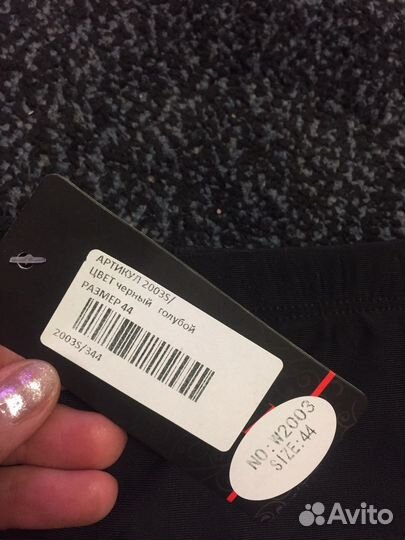 АРТИКУЛ 2003S/
ЦВЕТ черный голубой
РАЗМЕР 44
2003S/344
NO: W2003
SIZE: 44
Avito